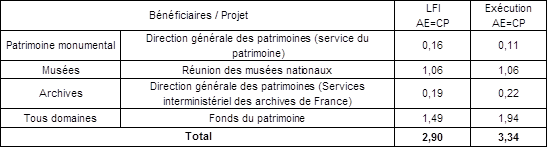 Bénéficiaires / Projet
LFI
AE=CP
Exécution
AE=CP
Patrimoine monumental
Direction générale des patrimoines (service du
patrimoine)
0,16
0,11
Musées
Réunion des musées nationaux
1,06
1,06
Archives
Direction générale des patrimoines (Services
interministériel des archives de France)
0,19
0,22
Tous domaines
Fonds du patrimoine
1,49
1,94
Total
2,90
3,34